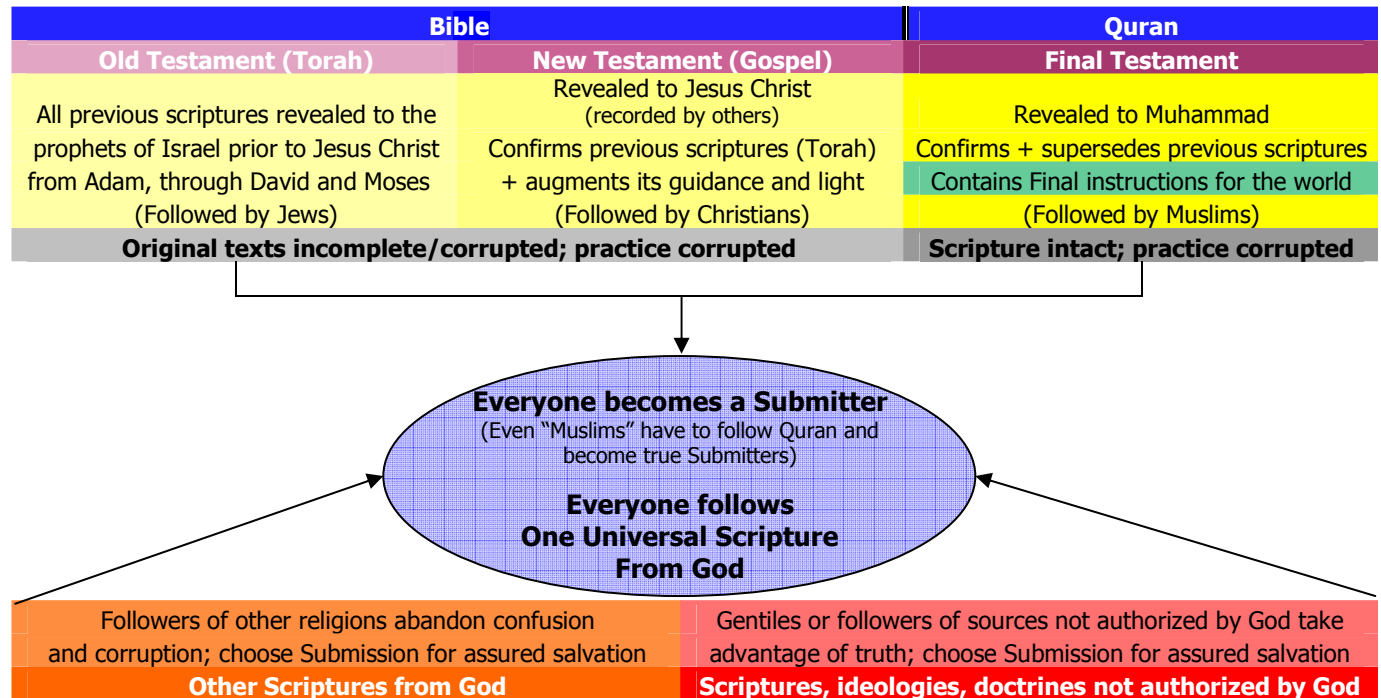 Bible
Quran
Old Testament (Torah)
New Testament (Gospel)
Final Testament
All previous scriptures revealed to the
prophets of Israel prior to Jesus Christ
from Adam, through David and Moses
(Followed by Jews)
Revealed to Jesus Christ
(recorded by others)
Confirms previous scriptures (Torah)
+ augments its guidance and light
(Followed by Christians)
Revealed to Muhammad
Confirms + supersedes previous scriptures
Contains Final instructions for the world
(Followed by Muslims)
Original texts incomplete/corrupted; practice corrupted
Scripture intact; practice corrupted
Everyone becomes a Submitter
(Even “Muslims” have to follow Quran and
become true Submitters)
Everyone follows
One Universal Scripture
From God
Followers of other religions abandon confusion
and corruption; choose Submission for assured salvation
Other Scriptures from God
Gentiles or followers of sources not authorized by God take
advantage of truth; choose Submission for assured salvation
Scriptures, ideologies, doctrines not authorized by God